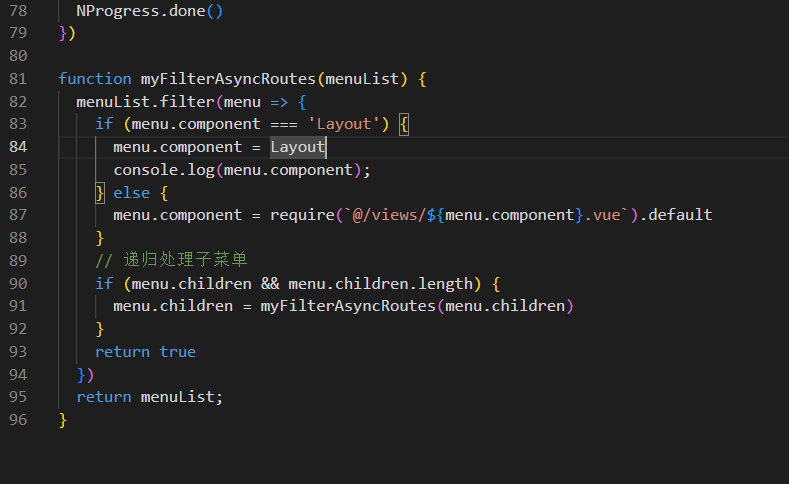 78 NProgress.done()
79 })
80
81 function myFilterAsyncRoutes(menuList) {
82 menuList.filter(menu => {
83 if (menu.component === 'Layout') {
84 menu.component = Layout
85 console.log(menu.component);
86 } else {
87 menu.component = require(`@/views/${menu.component}.vue`).default
88 }
89 // 递归处理子菜单
90 if (menu.children && menu.children.length) {
91 menu.children = myFilterAsyncRoutes(menu.children)
92 }
93 return true
94 })
95 return menuList;
96 }